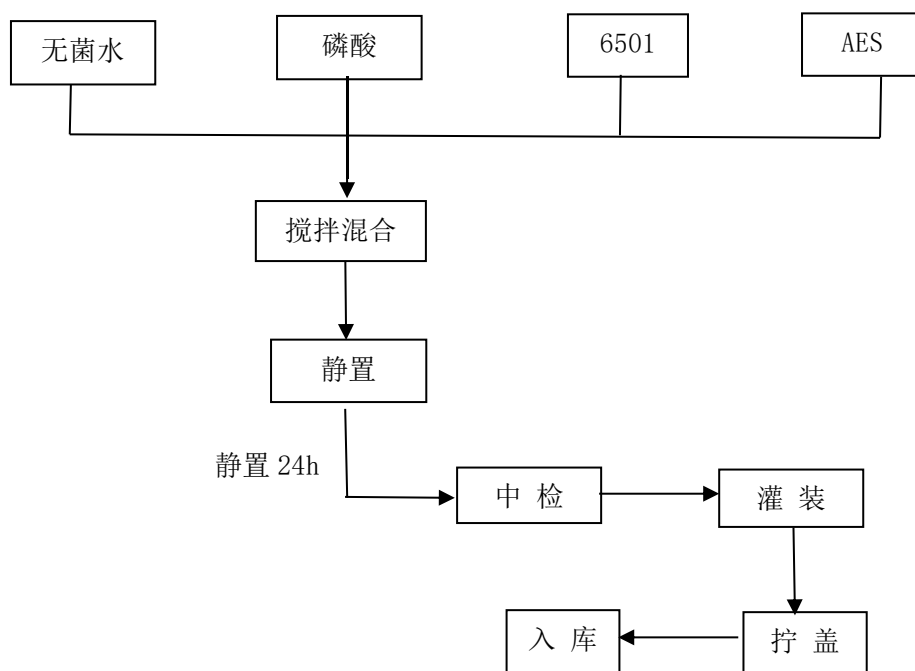 无菌水
磷酸
6501
AES
搅拌混合
静置
静置 24h
中 检
灌 装
入 库
拧 盖